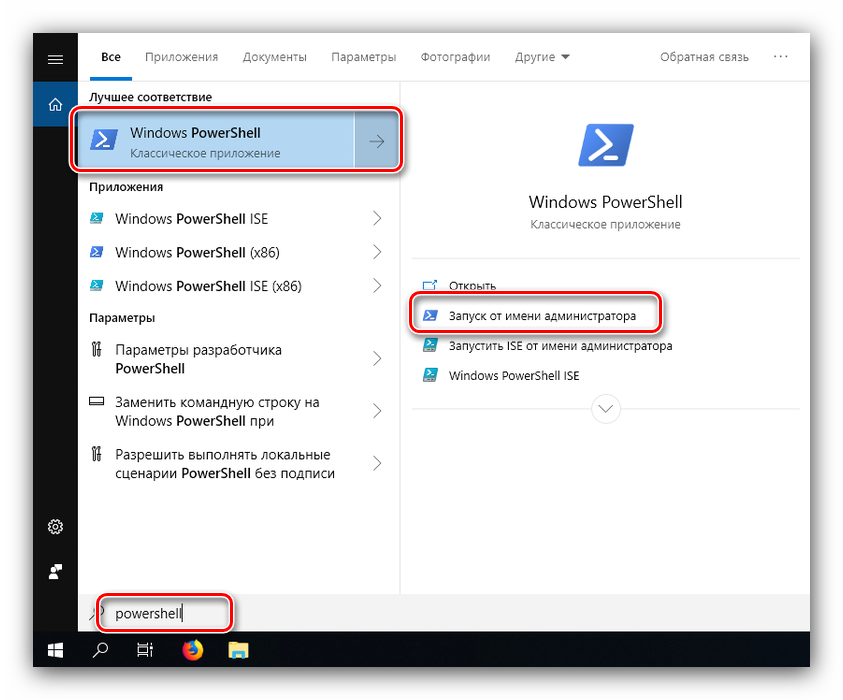 Все Приложения Документы Параметры Фотографии Другие Обратная связь ...
Лучшее соответствие
Windows PowerShell
Классическое приложение
Приложения
Windows PowerShell ISE
Windows PowerShell (x86)
Windows PowerShell ISE (x86)
Параметры
Параметры разработчика
PowerShell
Заменить командную строку на
Windows PowerShell при
Разрешить выполнять локальные
сценарии PowerShell без подписи
Windows PowerShell
Классическое приложение
Открыть
Запуск от имени администратора
Запустить ISE от имени администратора
Windows PowerShell ISE
powershell